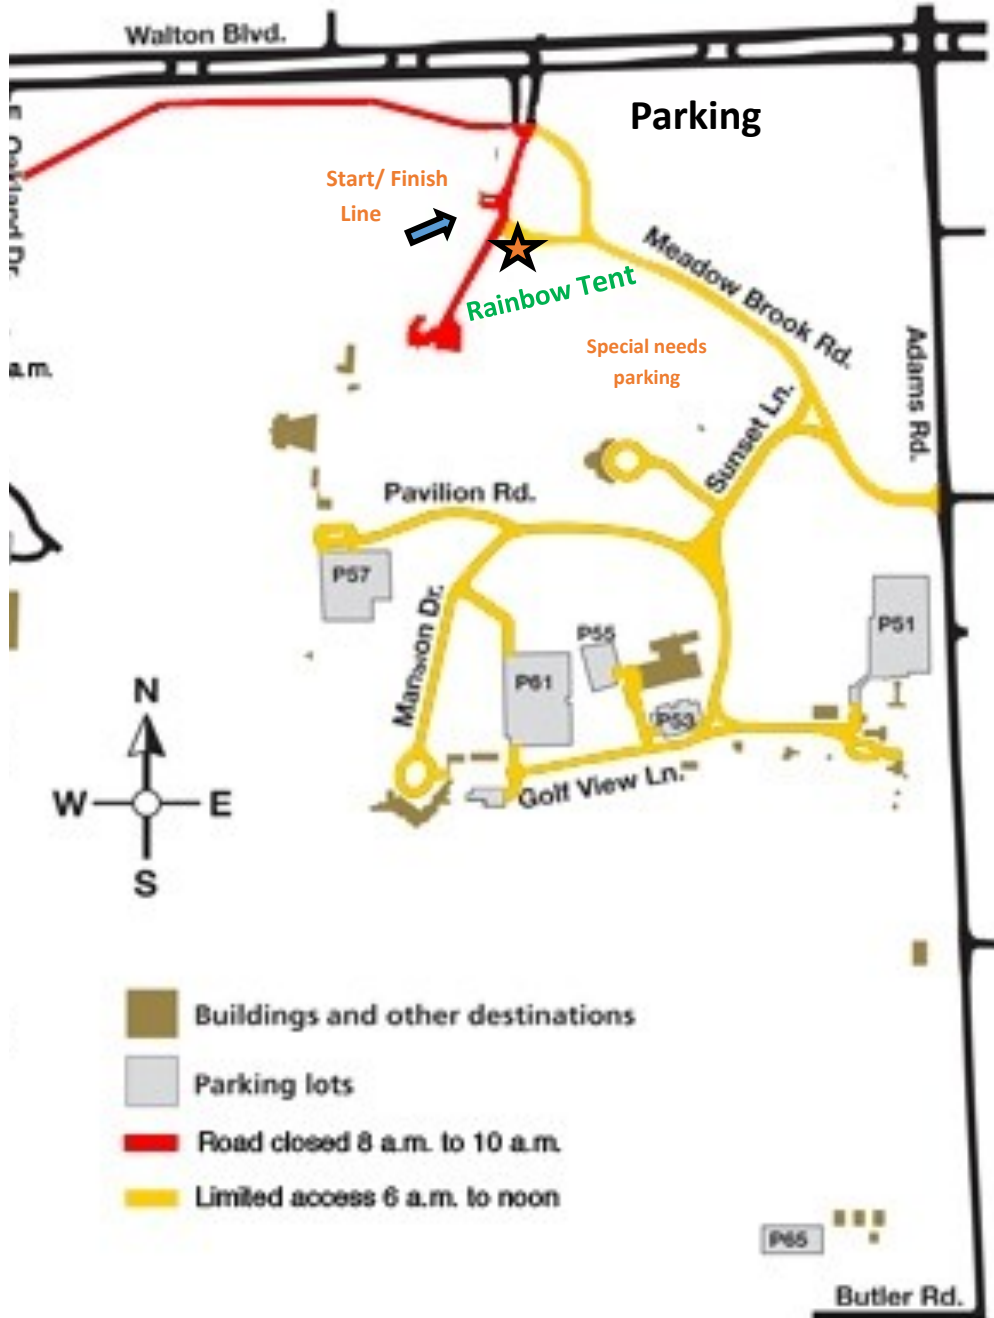 Walton Blvd.
Parking
Start/ Finish
Line
Rainbow Tent
Meadow Brook Rd.
Special needs
parking
Adams Rd.
a.m.
Sunset Ln.
Pavilion Rd.
P57
Mansion Dr.
P55
P51
P61
P53
Golf View Ln.
N
W
E
S
Buildings and other destinations
Parking lots
Road closed 8 a.m. to 10 a.m.
Limited access 6 a.m. to noon
P65
Butler Rd.